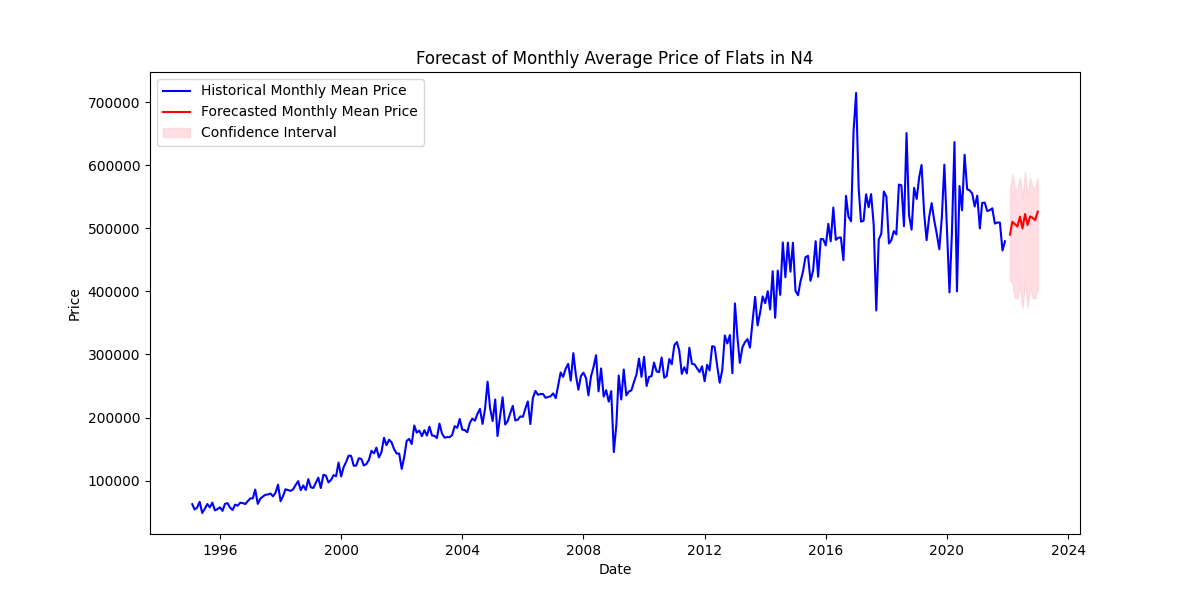 Forecast of Monthly Average Price of Flats in N4
Historical Monthly Mean Price
Forecasted Monthly Mean Price
Confidence Interval
700000
600000
500000
400000
300000
200000
100000
Price
1996 2000 2004 2008 2012 2016 2020 2024
Date